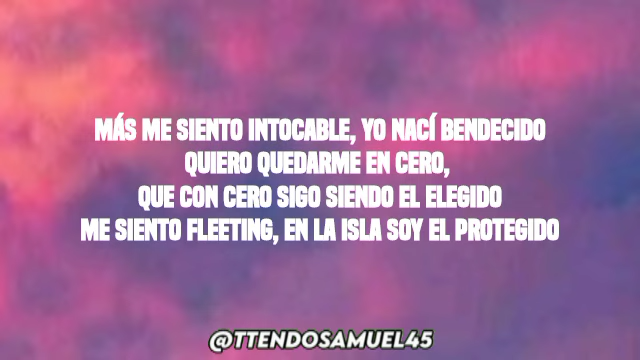 MÁS ME SIENTO INTOCABLE, YO NACÍ BENDECIDO
QUIERO QUEDARME EN CERO,
QUE CON CERO SIGO SIENDO EL ELEGIDO
ME SIENTO FLEETING, EN LA ISLA SOY EL PROTEGIDO
@TTENDOSAMUEL45